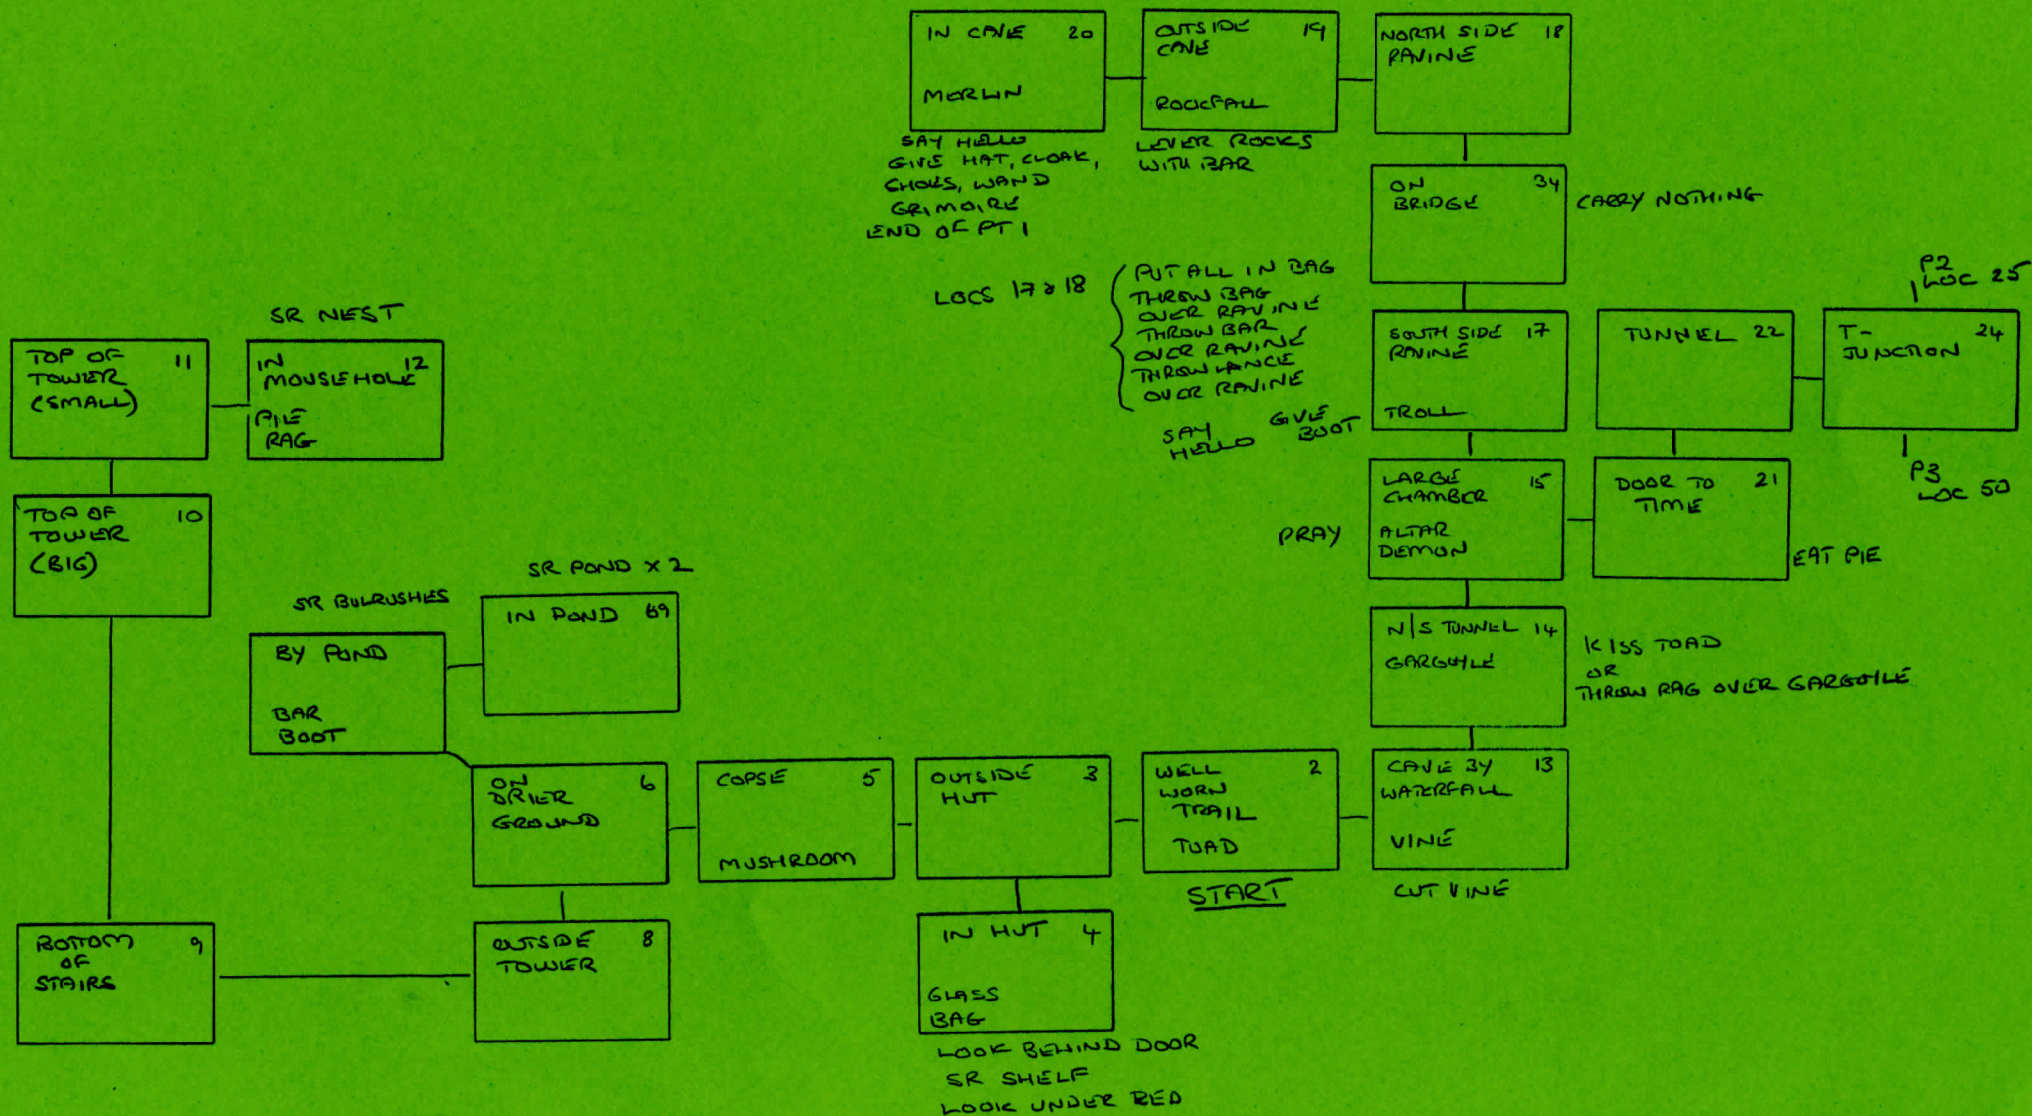 IN CAVE 20
MERLIN
SAY HELLO
GIVE HAT, CLOAK,
SHOES, WAND
GRIMOIRE
END OF PT 1
OUTSIDE 19
CAVE
ROCKFALL
LEVER ROCKS
WITH BAR
NORTH SIDE 18
RAVINE
ON 34
BRIDGE
CARRY NOTHING
LOCS 17 & 18
PUT ALL IN BAG
THROW BAG
OVER RAVINE
THROW BAR
OVER RAVINE
THROW LANCE
OVER RAVINE
SOUTH SIDE 17
RAVINE
TROLL
SAY
HELLO
GIVE
BOOT
TUNNEL 22
P2
LOC 25
T- 24
JUNCTION
P3
LOC 50
SR NEST
TOP OF 11
TOWER
(SMALL)
IN 12
MOUSEHOLE
PIE
RAG
LARGE 15
CHAMBER
ALTAR
DEMON
PRAY
DOOR TO 21
TIME
EAT PIE
TOP OF 10
TOWER
(BIG)
SR POND x 2
SR BULRUSHES
IN POND 69
BY POND
BAR
BOOT
N/S TUNNEL 14
GARGOYLE
KISS TOAD
OR
THROW RAG OVER GARGOYLE
ON 6
DRIER
GROUND
COPSE 5
MUSHROOM
OUTSIDE 3
HUT
WELL 2
WORN
TRAIL
TOAD
START
CAVE BY 13
WATERFALL
VINE
CUT VINE
BOTTOM 9
OF
STAIRS
OUTSIDE 8
TOWER
IN HUT 4
GLASS
BAG
LOOK BEHIND DOOR
SR SHELF
LOOK UNDER BED